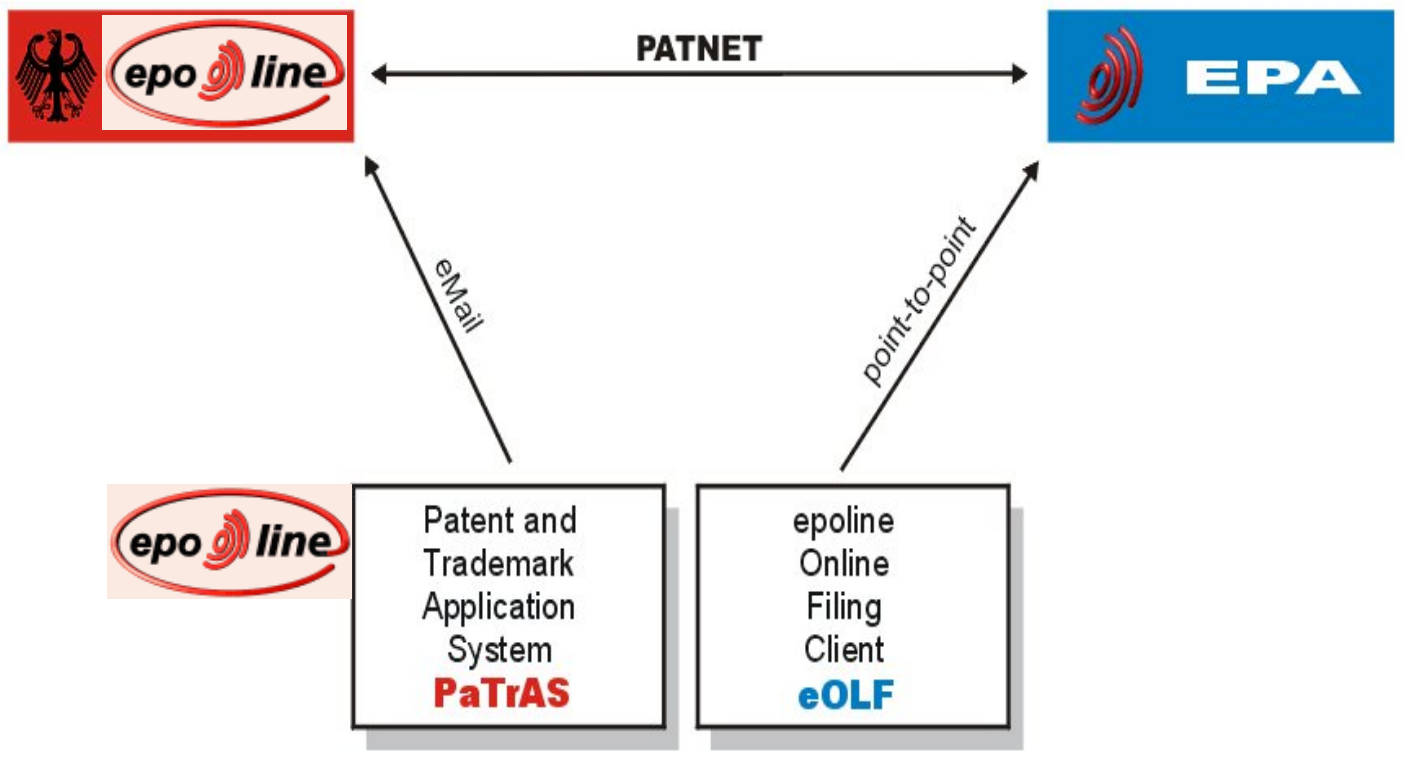 epo line
PATNET
EPA
eMail
point-to-point
epo line
Patent and
Trademark
Application
System
PaTrAS
epoline
Online
Filing
Client
eOLF